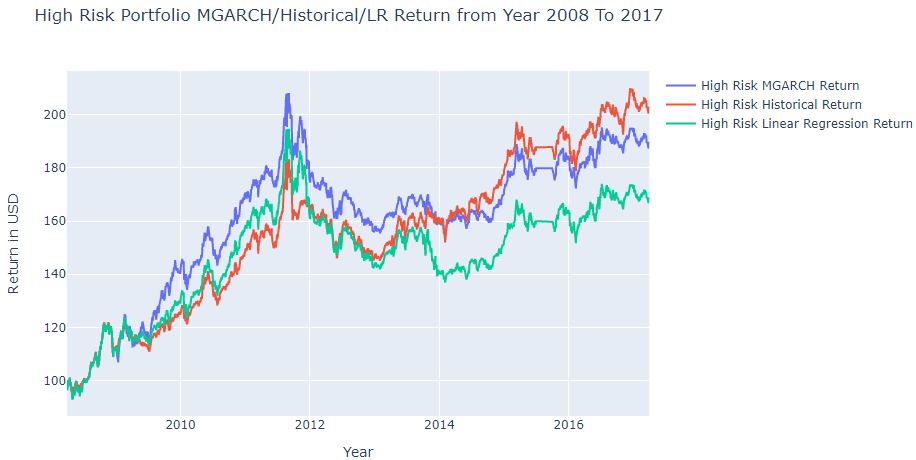 High Risk Portfolio MGARCH/Historical/LR Return from Year 2008 To 2017
High Risk MGARCH Return
High Risk Historical Return
High Risk Linear Regression Return
Return in USD
200
180
160
140
120
100
2010
2012
2014
2016
Year